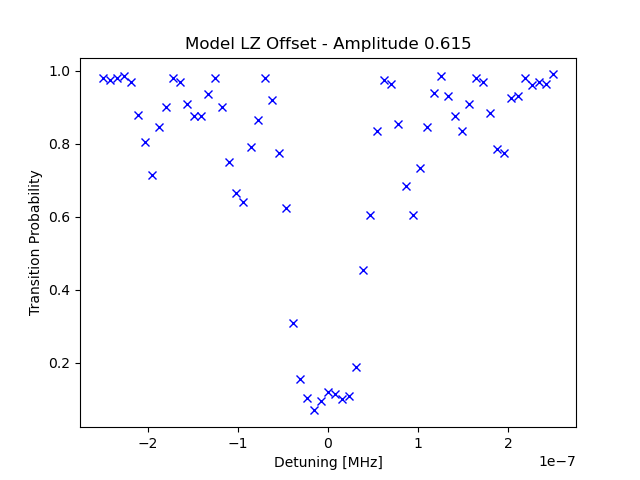 Model LZ Offset - Amplitude 0.615
1.0
0.8
0.6
0.4
0.2
Transition Probability
−2
−1
0
1
2
1e−7
Detuning [MHz]